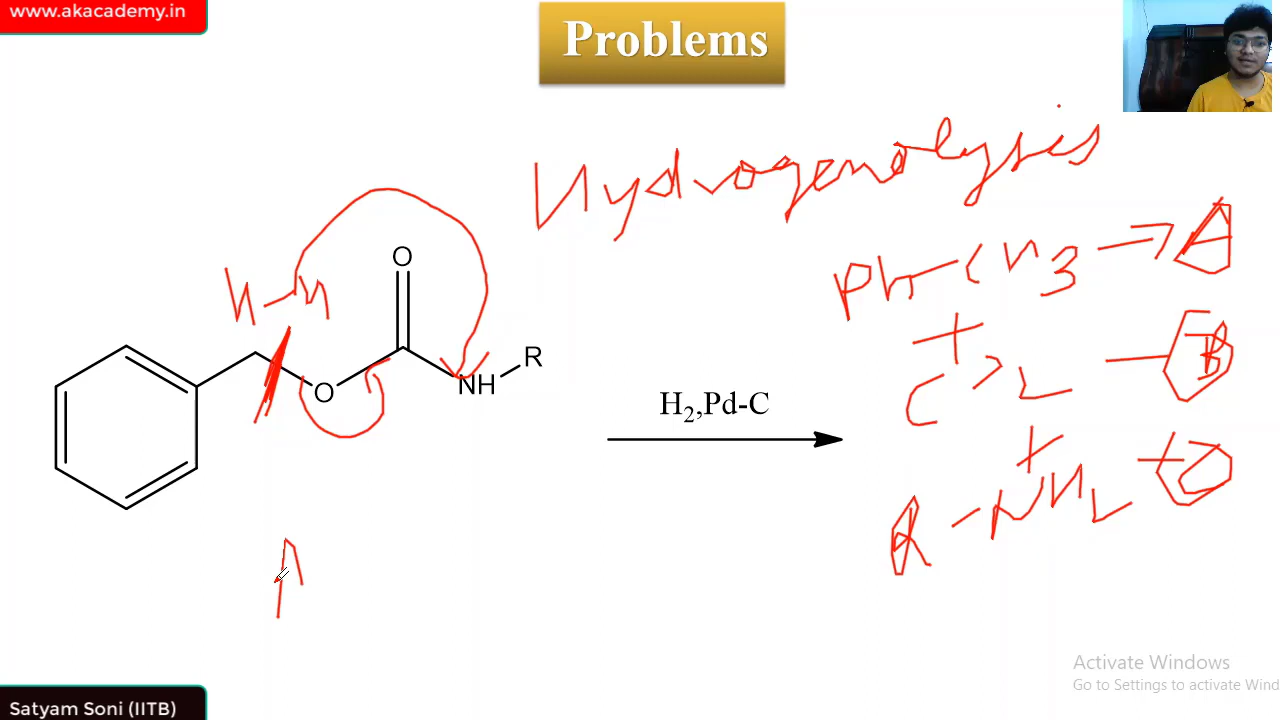 www.akacademy.in
Problems
Hydrogenolysis
Ph-CH3 → A
+
H-H
O
CO2 - B
R
O
NH
H2,Pd-C
+
R-NH2 - C
A
Activate Windows
Go to Settings to activate Wind
Satyam Soni (IITB)